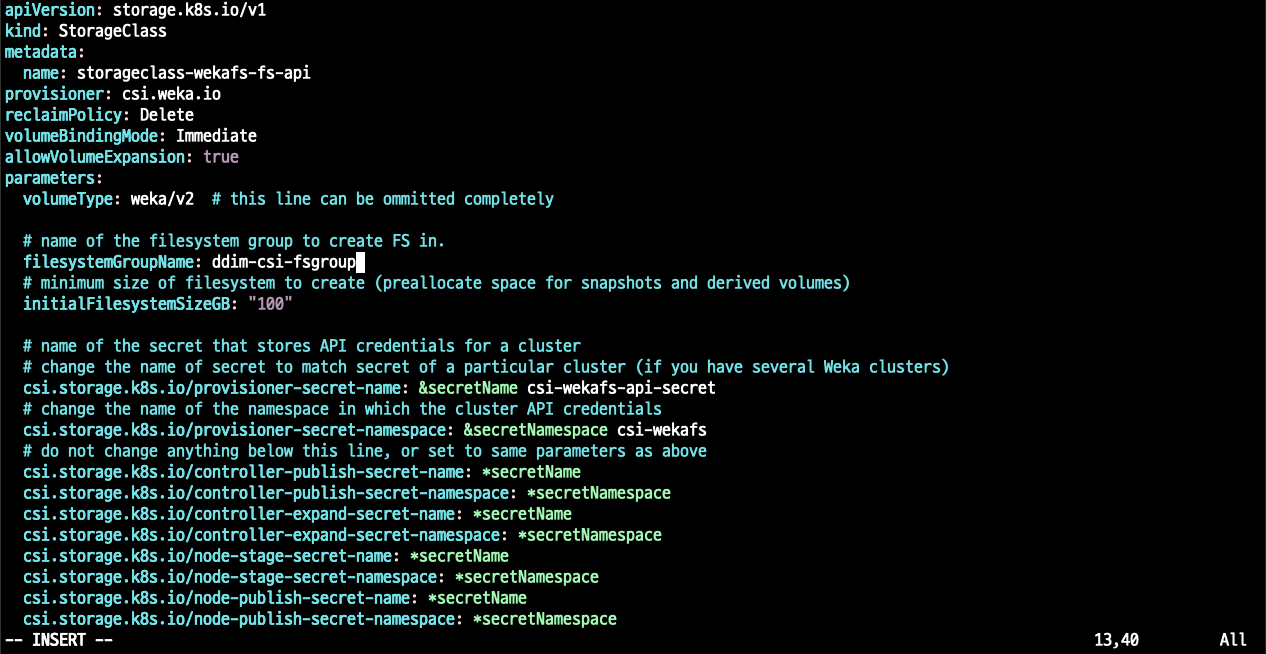 apiVersion: storage.k8s.io/v1
kind: StorageClass
metadata:
  name: storageclass-wekafs-fs-api
provisioner: csi.weka.io
reclaimPolicy: Delete
volumeBindingMode: Immediate
allowVolumeExpansion: true
parameters:
  volumeType: weka/v2  # this line can be ommitted completely

  # name of the filesystem group to create FS in.
  filesystemGroupName: ddim-csi-fsgroup
  # minimum size of filesystem to create (preallocate space for snapshots and derived volumes)
  initialFilesystemSizeGB: "100"

  # name of the secret that stores API credentials for a cluster
  # change the name of secret to match secret of a particular cluster (if you have several Weka clusters)
  csi.storage.k8s.io/provisioner-secret-name: &secretName csi-wekafs-api-secret
  # change the name of the namespace in which the cluster API credentials
  csi.storage.k8s.io/provisioner-secret-namespace: &secretNamespace csi-wekafs
  # do not change anything below this line, or set to same parameters as above
  csi.storage.k8s.io/controller-publish-secret-name: *secretName
  csi.storage.k8s.io/controller-publish-secret-namespace: *secretNamespace
  csi.storage.k8s.io/controller-expand-secret-name: *secretName
  csi.storage.k8s.io/controller-expand-secret-namespace: *secretNamespace
  csi.storage.k8s.io/node-stage-secret-name: *secretName
  csi.storage.k8s.io/node-stage-secret-namespace: *secretNamespace
  csi.storage.k8s.io/node-publish-secret-name: *secretName
  csi.storage.k8s.io/node-publish-secret-namespace: *secretNamespace
-- INSERT -- 13,40 All